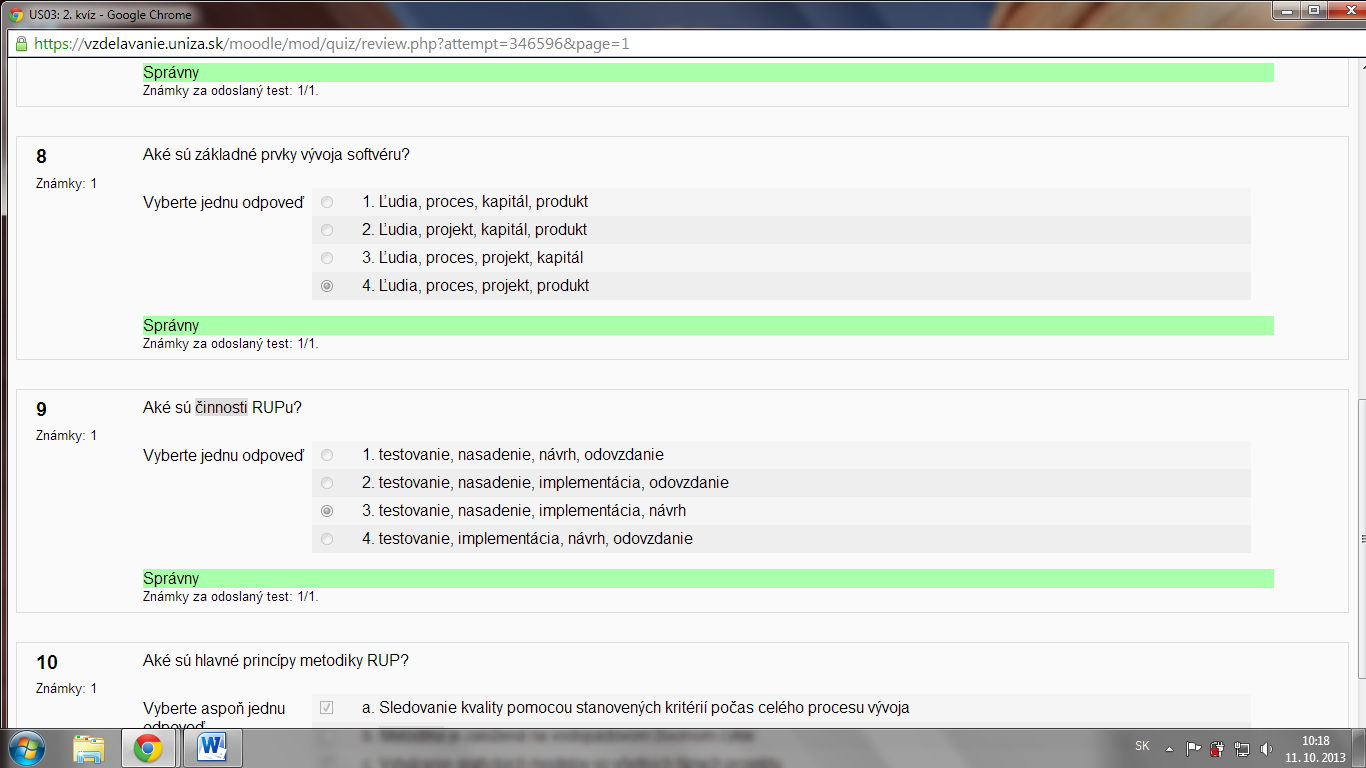 US03: 2. kvíz - Google Chrome
https://vzdelavanie.uniza.sk/moodle/mod/quiz/review.php?attempt=346596&page=1
Správny
Známky za odoslaný test: 1/1.
8
Aké sú základné prvky vývoja softvéru?
Známky: 1
Vyberte jednu odpoveď
1. Ľudia, proces, kapitál, produkt
2. Ľudia, projekt, kapitál, produkt
3. Ľudia, proces, projekt, kapitál
4. Ľudia, proces, projekt, produkt
Správny
Známky za odoslaný test: 1/1.
9
Aké sú činnosti RUPu?
Známky: 1
Vyberte jednu odpoveď
1. testovanie, nasadenie, návrh, odovzdanie
2. testovanie, nasadenie, implementácia, odovzdanie
3. testovanie, nasadenie, implementácia, návrh
4. testovanie, implementácia, návrh, odovzdanie
Správny
Známky za odoslaný test: 1/1.
10
Aké sú hlavné princípy metodiky RUP?
Známky: 1
Vyberte aspoň jednu
odpoveď
a. Sledovanie kvality pomocou stanovených kritérií počas celého procesu vývoja
SK
10:18
11. 10. 2013